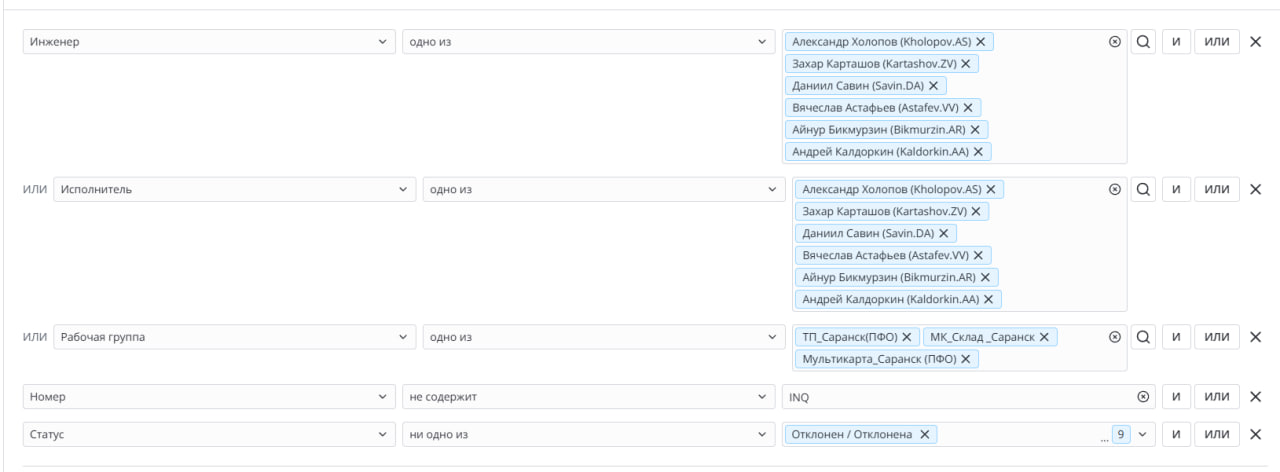 Инженер одно из Александр Холопов (Kholopov.AS) И ИЛИ
Захар Карташов (Kartashov.ZV)
Даниил Савин (Savin.DA)
Вячеслав Астафьев (Astafev.VV)
Айнур Бикмурзин (Bikmurzin.AR)
Андрей Калдоркин (Kaldorkin.AA)
ИЛИ Исполнитель одно из Александр Холопов (Kholopov.AS) И ИЛИ
Захар Карташов (Kartashov.ZV)
Даниил Савин (Savin.DA)
Вячеслав Астафьев (Astafev.VV)
Айнур Бикмурзин (Bikmurzin.AR)
Андрей Калдоркин (Kaldorkin.AA)
ИЛИ Рабочая группа одно из ТП_Саранск(ПФО) МК_Склад _Саранск И ИЛИ
Мультикарта_Саранск (ПФО)
Номер не содержит INQ И ИЛИ
Статус ни одно из Отклонен / Отклонена ... 9 И ИЛИ